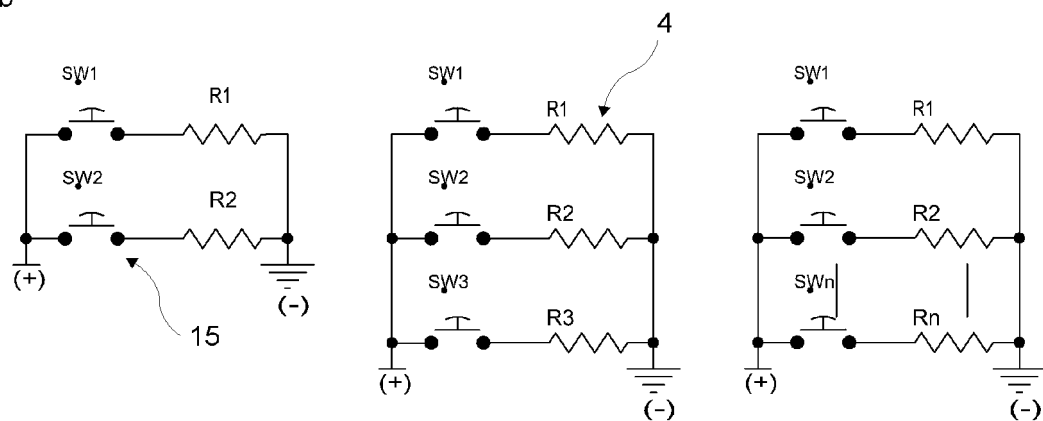 SW1
R1
SW2
R2
(+)
(-)
15
4
SW1
R1
SW2
R2
SW3
R3
(+)
(-)
SW1
R1
SW2
R2
SWn
Rn
(+)
(-)